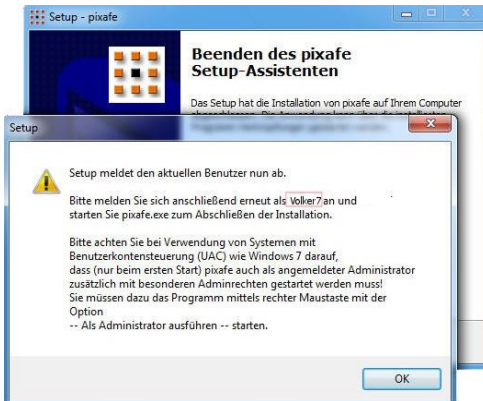 Setup - pixafe
Beenden des pixafe
Setup-Assistenten
Das Setup hat die Installation von pixafe auf Ihrem Computer
Setup
Setup meldet den aktuellen Benutzer nun ab.
Bitte melden Sie sich anschließend erneut als Volker7 an und
starten Sie pixafe.exe zum Abschließen der Installation.
Bitte achten Sie bei Verwendung von Systemen mit
Benutzerkontensteuerung (UAC) wie Windows 7 darauf,
dass (nur beim ersten Start) pixafe auch als angemeldeter Administrator
zusätzlich mit besonderen Adminrechten gestartet werden muss!
Sie müssen dazu das Programm mittels rechter Maustaste mit der
Option
-- Als Administrator ausführen -- starten.
OK